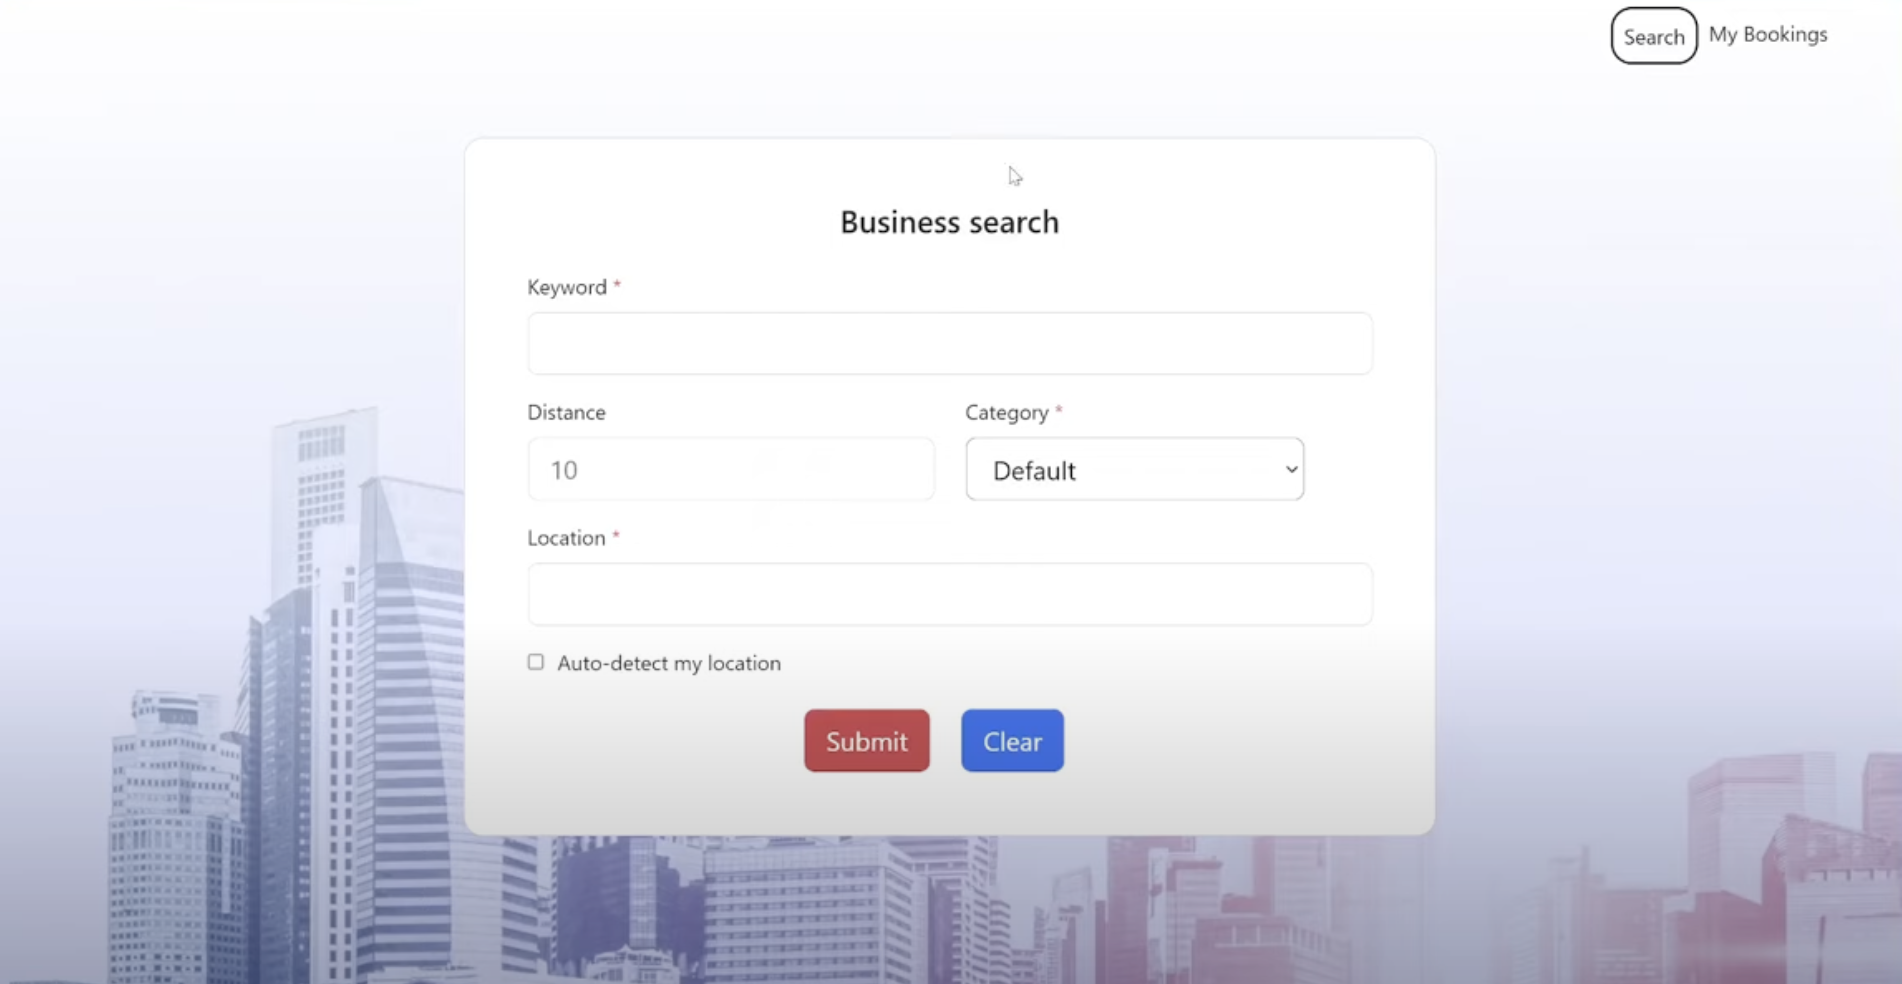 Search My Bookings
Business search
Keyword *
Distance Category *
10 Default
Location *
Auto-detect my location
Submit Clear